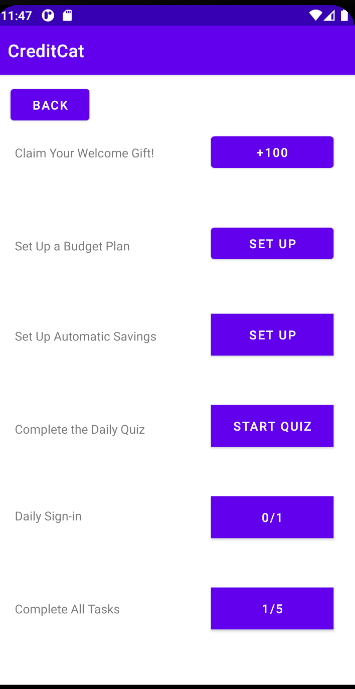 11:47
CreditCat
BACK
Claim Your Welcome Gift!
+100
Set Up a Budget Plan
SET UP
Set Up Automatic Savings
SET UP
Complete the Daily Quiz
START QUIZ
Daily Sign-in
0/1
Complete All Tasks
1/5